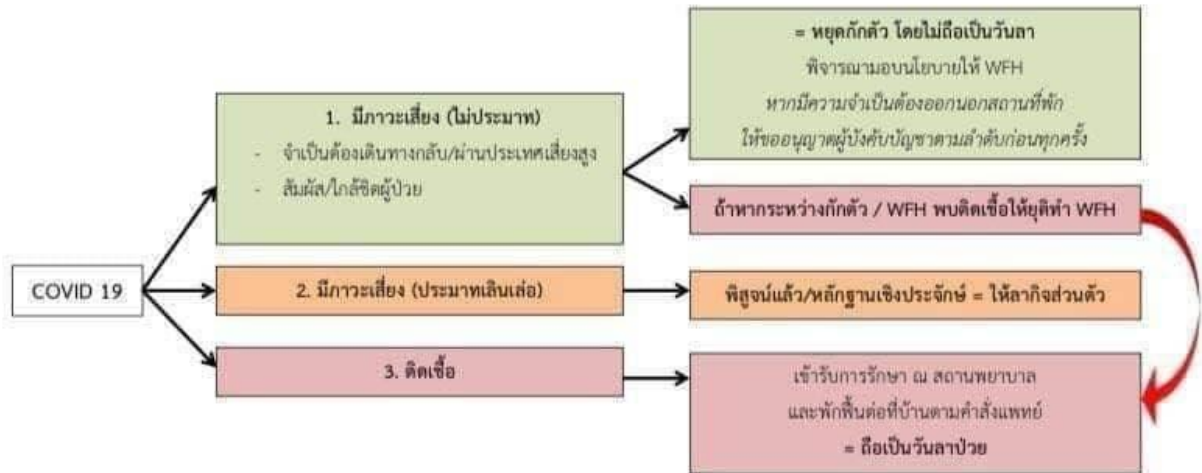 COVID 19
1. มีภาวะเสี่ยง (ไม่ประมาท)
- จำเป็นต้องเดินทางกลับ/ผ่านประเทศเสี่ยงสูง
- สัมผัส/ใกล้ชิดผู้ป่วย
= หยุดกักตัว โดยไม่ถือเป็นวันลา
พิจารณามอบนโยบายให้ WFH
หากมีความจำเป็นต้องออกนอกสถานที่พัก
ให้ขออนุญาตผู้บังคับบัญชาตามลำดับก่อนทุกครั้ง
ถ้าหากระหว่างกักตัว / WFH พบติดเชื้อให้ยุติทำ WFH
2. มีภาวะเสี่ยง (ประมาทเลินเล่อ)
พิสูจน์แล้ว/หลักฐานเชิงประจักษ์ = ให้ลากิจส่วนตัว
3. ติดเชื้อ
เข้ารับการรักษา ณ สถานพยาบาล
และพักฟื้นต่อที่บ้านตามคำสั่งแพทย์
= ถือเป็นวันลาป่วย